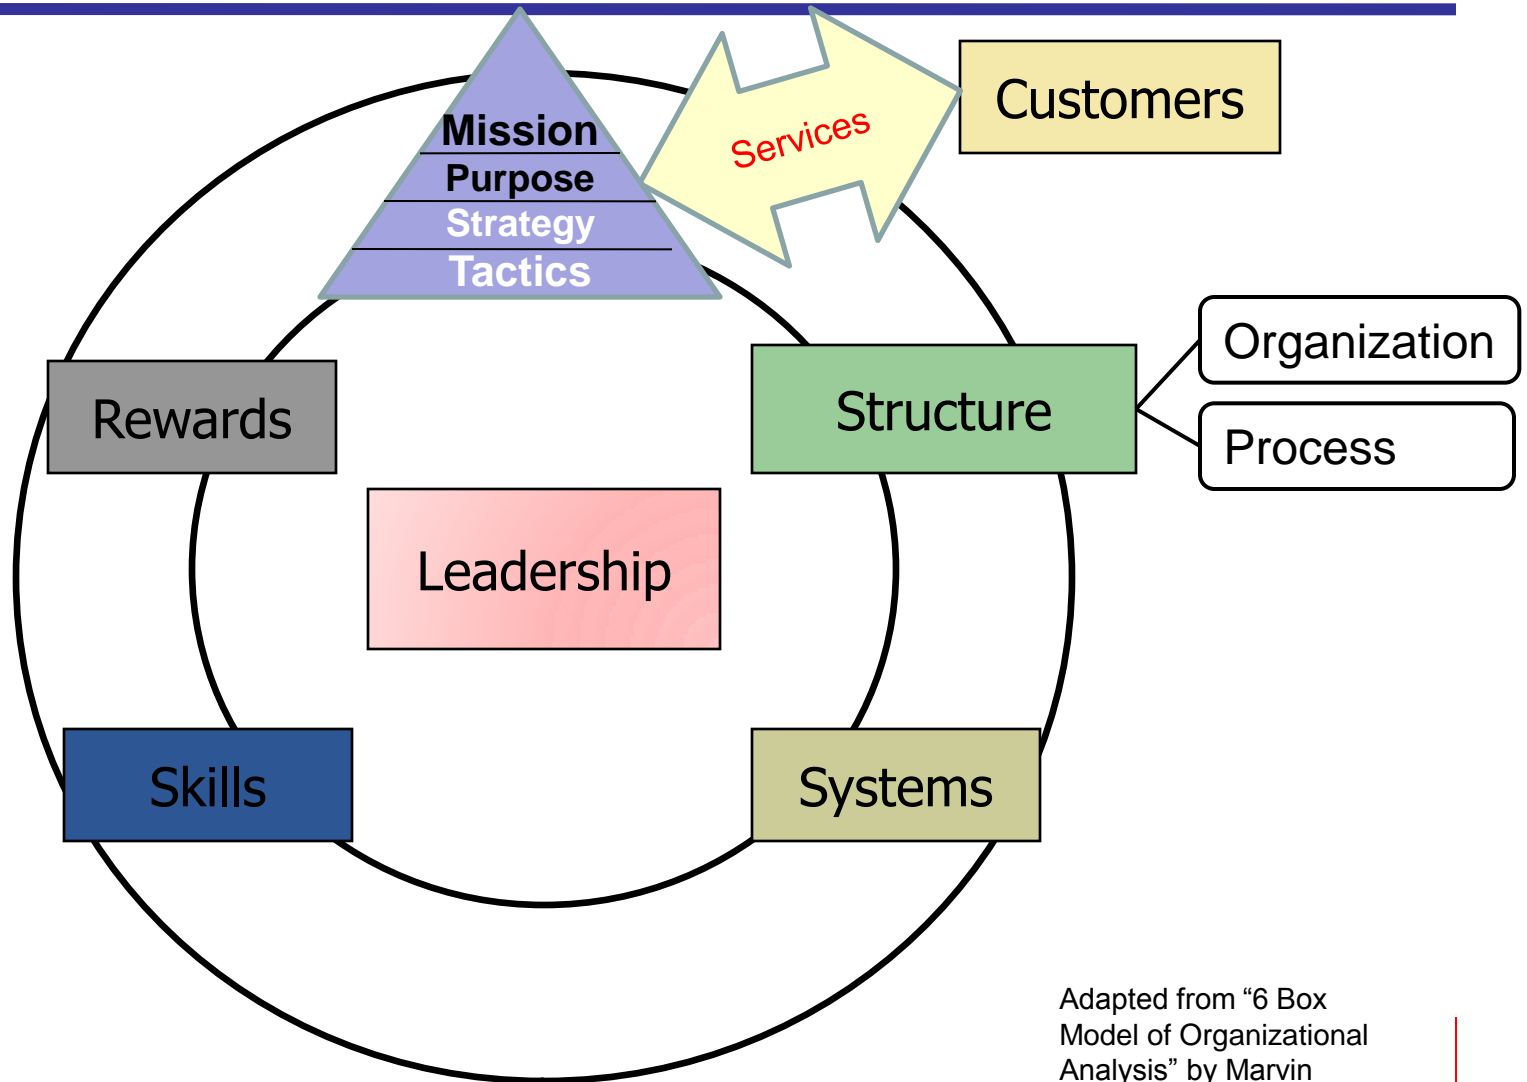 Mission
Purpose
Strategy
Tactics
Services
Customers
Organization
Process
Rewards
Structure
Leadership
Skills
Systems
Adapted from “6 Box
Model of Organizational
Analysis” by Marvin